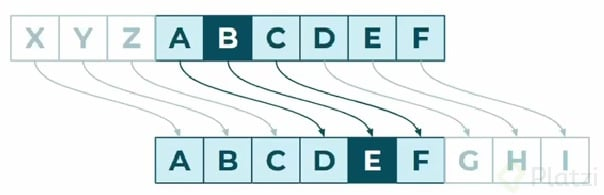 X Y Z A B C D E F
A B C D E F G H I
Platzi